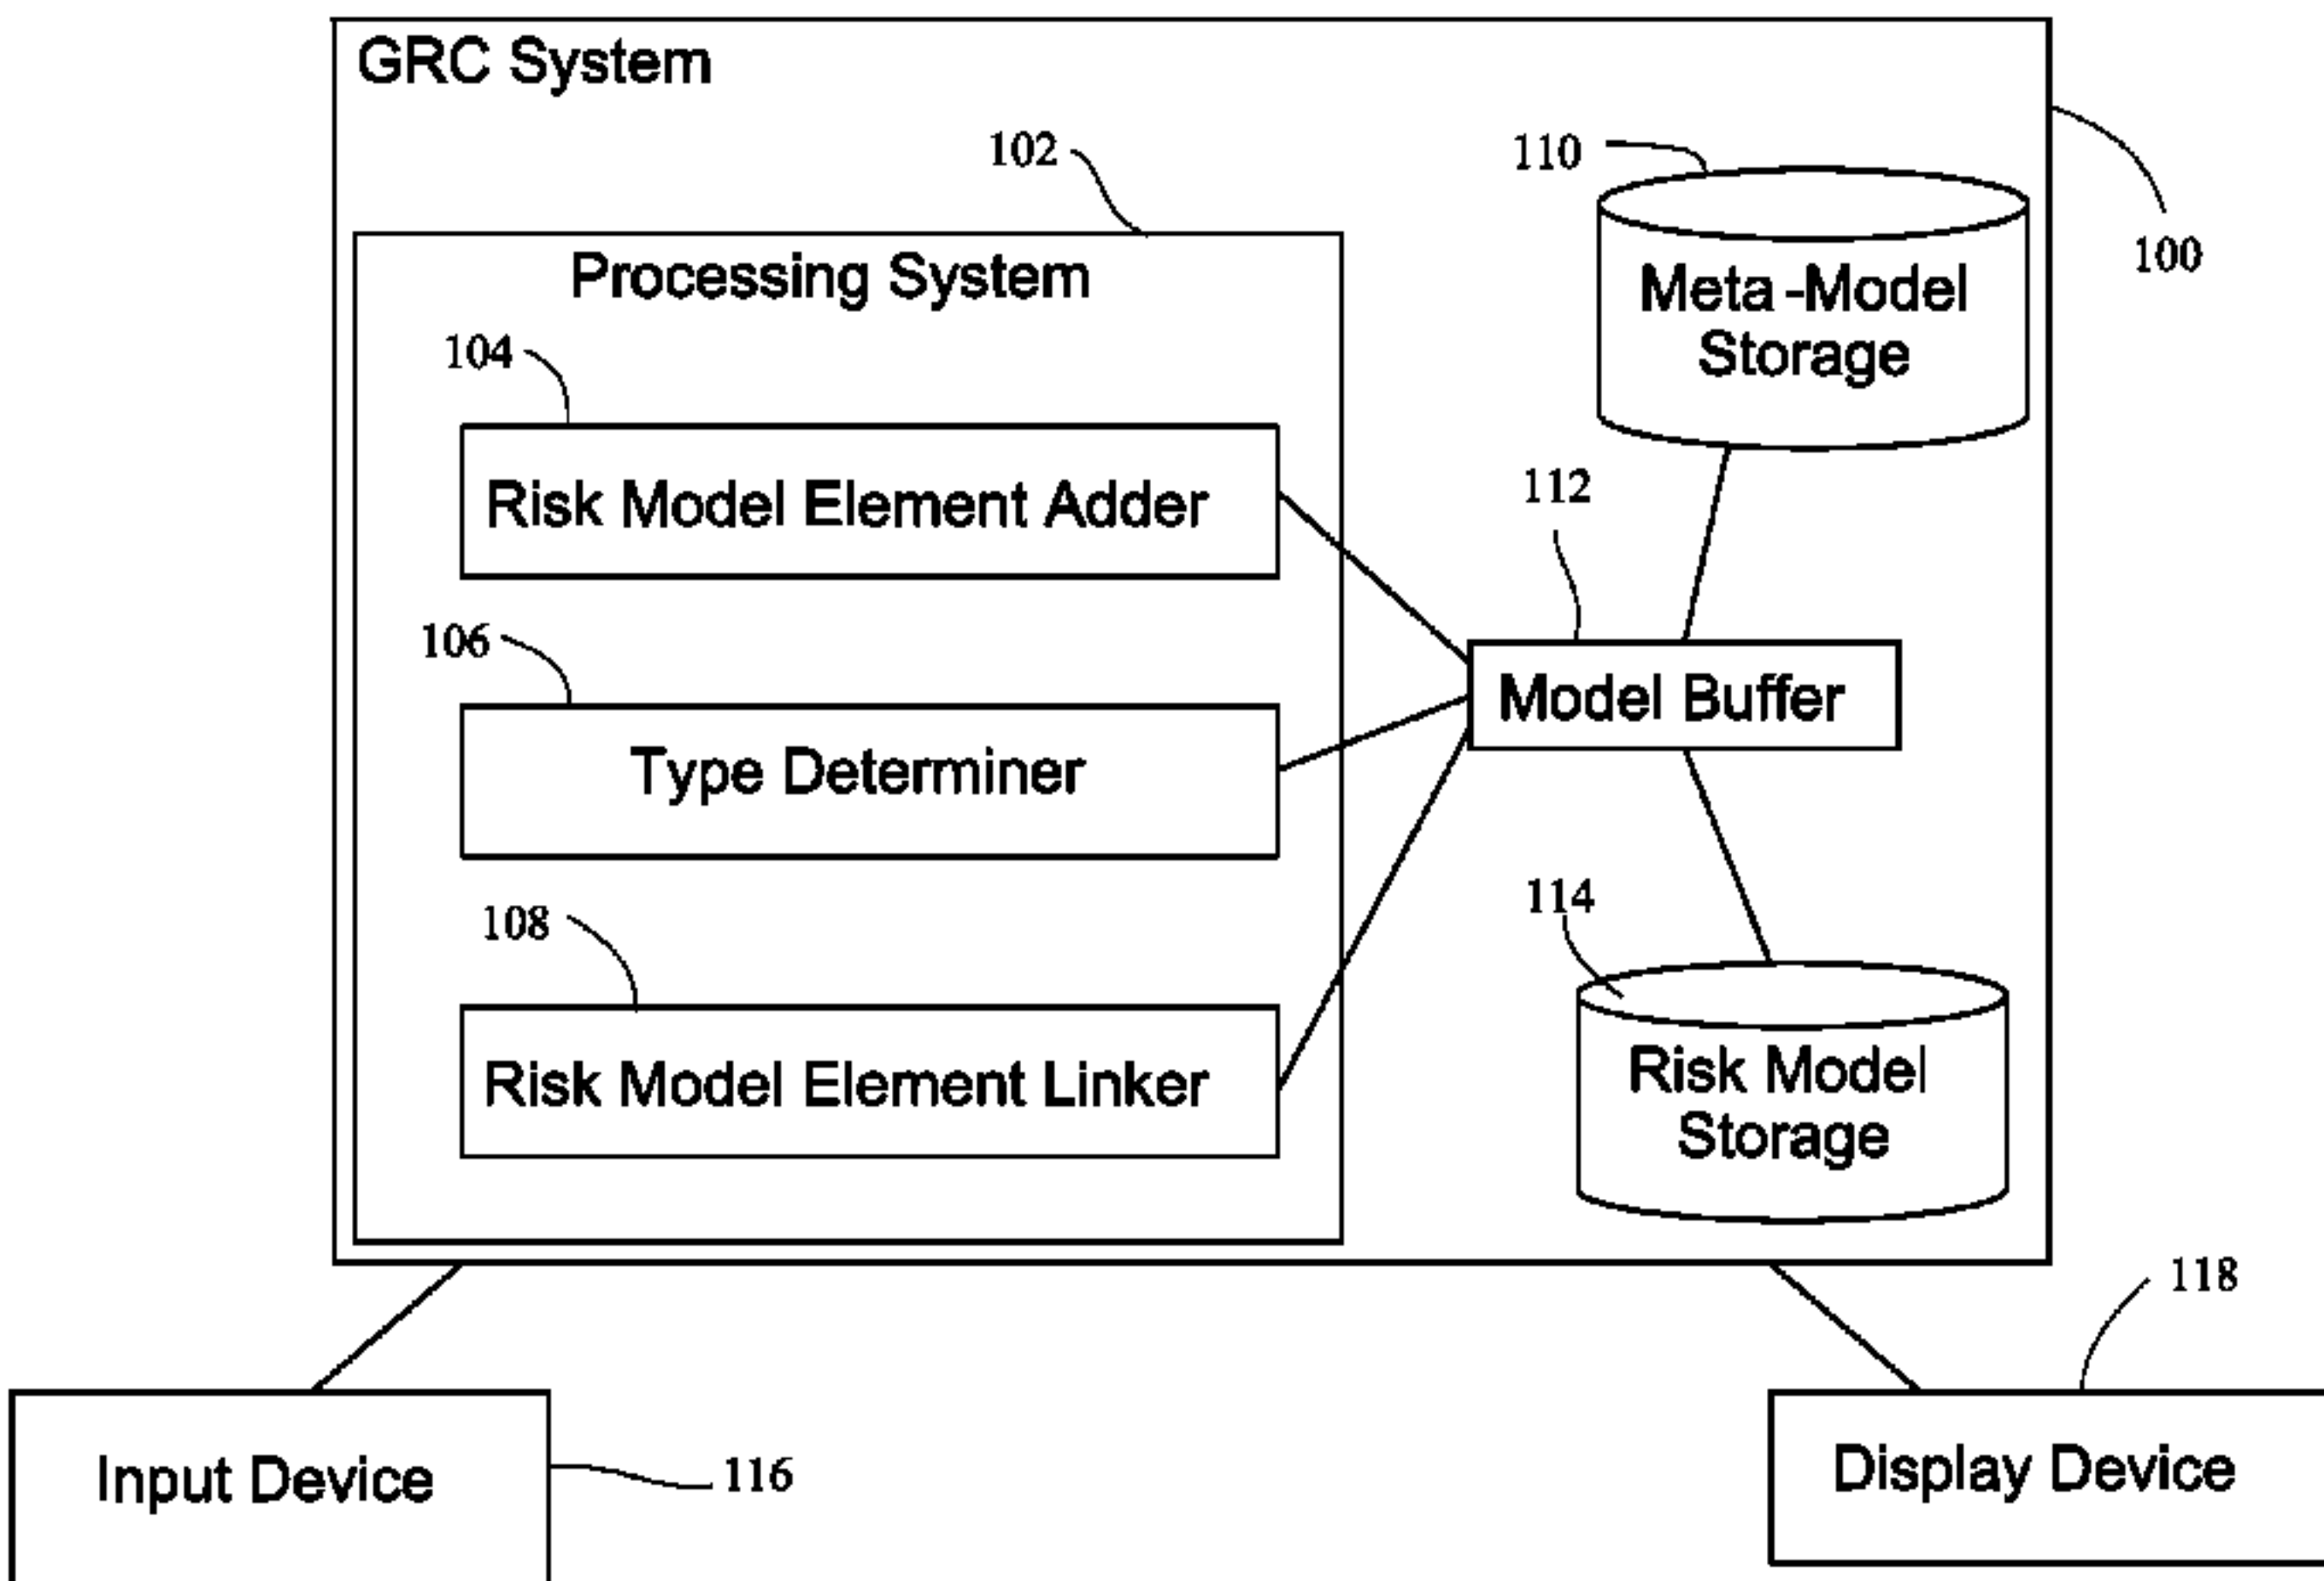 GRC System
102
110
100
Processing System
Meta-Model
Storage
104
Risk Model Element Adder
112
106
Model Buffer
Type Determiner
114
108
Risk Model Element Linker
Risk Model
Storage
118
Input Device
116
Display Device